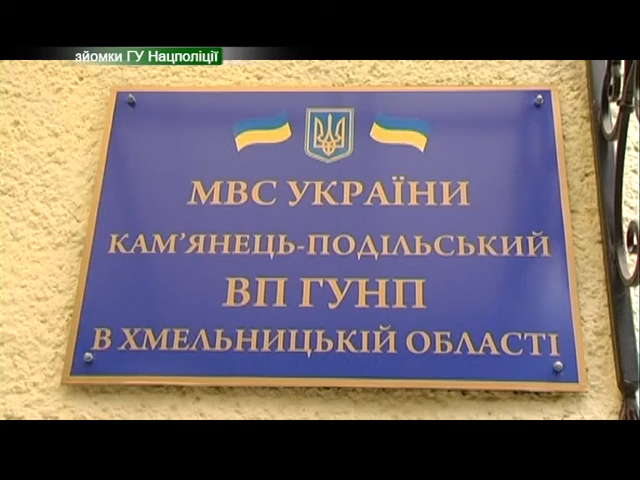 зйомки ГУ Нацполіції
МВС УКРАЇНИ
КАМ’ЯНЕЦЬ-ПОДІЛЬСЬКИЙ
ВП ГУНП
В ХМЕЛЬНИЦЬКІЙ ОБЛАСТІ